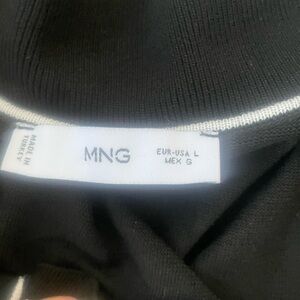 MADE IN
TURKEY
MNG
EUR-USA L
MEX G